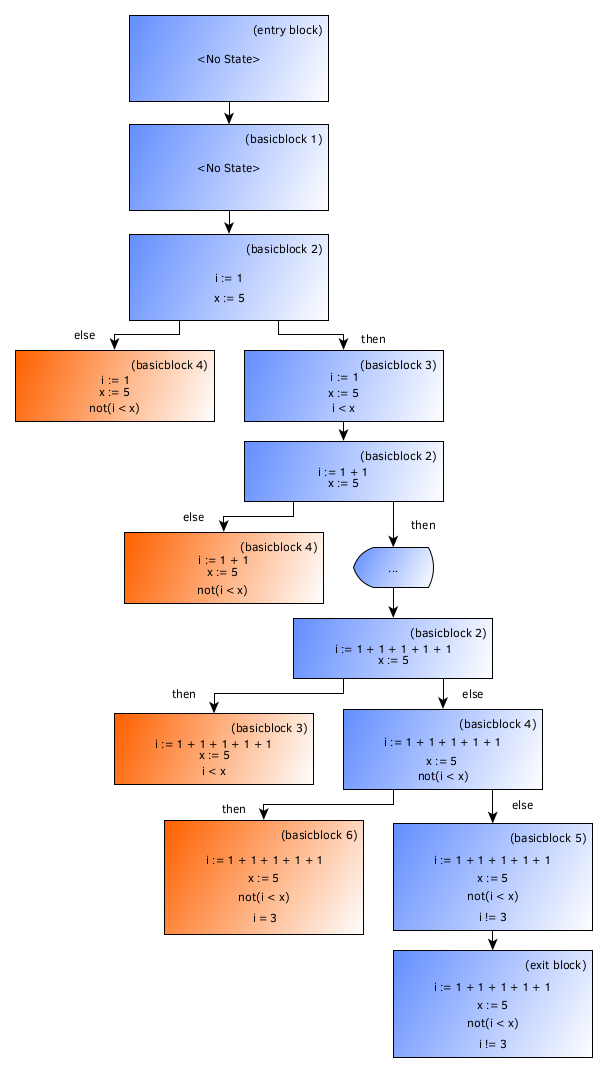 (entry block)
<No State>
(basicblock 1)
<No State>
(basicblock 2)
i := 1
x := 5
else
then
(basicblock 4)
i := 1
x := 5
not(i < x)
(basicblock 3)
i := 1
x := 5
i < x
(basicblock 2)
i := 1 + 1
x := 5
else
then
(basicblock 4)
i := 1 + 1
x := 5
not(i < x)
...
(basicblock 2)
i := 1 + 1 + 1 + 1 + 1
x := 5
then
else
(basicblock 3)
i := 1 + 1 + 1 + 1 + 1
x := 5
i < x
(basicblock 4)
i := 1 + 1 + 1 + 1 + 1
x := 5
not(i < x)
then
else
(basicblock 6)
i := 1 + 1 + 1 + 1 + 1
x := 5
not(i < x)
i = 3
(basicblock 5)
i := 1 + 1 + 1 + 1 + 1
x := 5
not(i < x)
i != 3
(exit block)
i := 1 + 1 + 1 + 1 + 1
x := 5
not(i < x)
i != 3